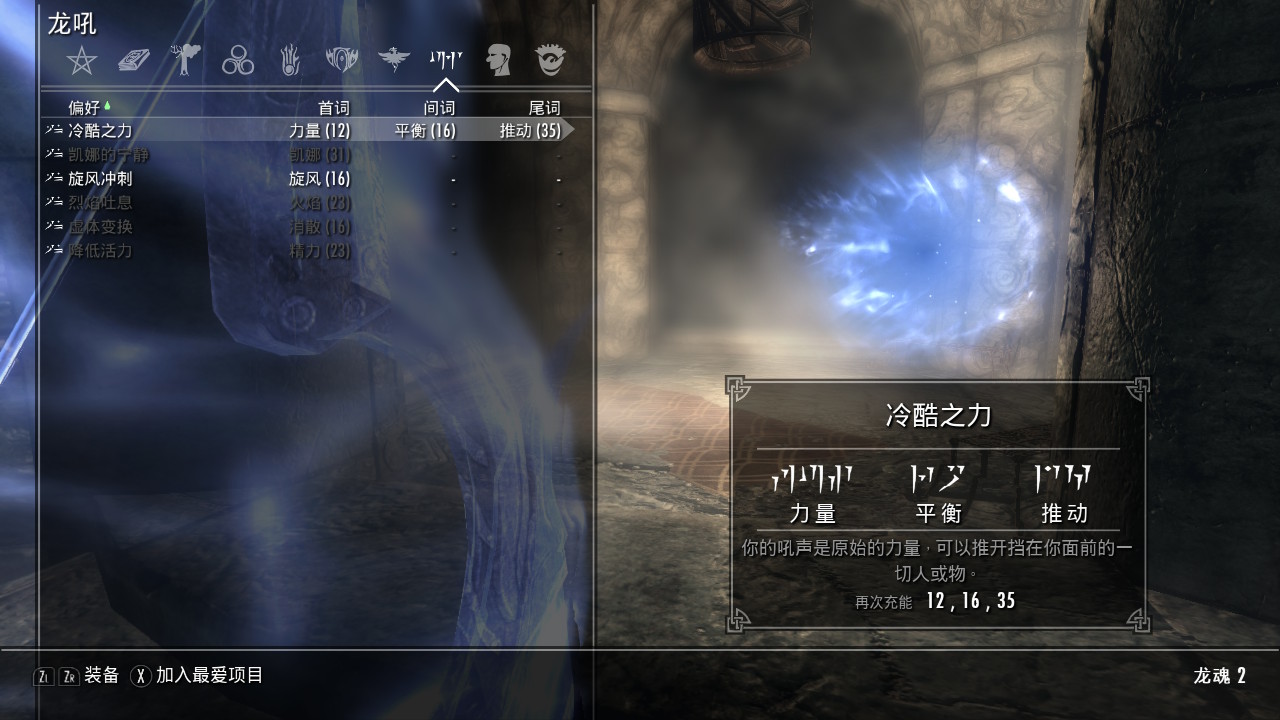 龙吼
偏好 首词 间词 尾词
冷酷之力 力量 (12) 平衡 (16) 推动 (35)
凯娜的宁静 凯娜 (31) - -
旋风冲刺 旋风 (16) - -
烈焰吐息 火焰 (23) - -
虚体变换 消散 (16) - -
降低活力 精力 (23) - -
冷酷之力
力量 平衡 推动
你的吼声是原始的力量，可以推开挡在你面前的一
切人或物。
再次充能 12 , 16 , 35
ZL ZR 装备 X 加入最爱项目
龙魂 2